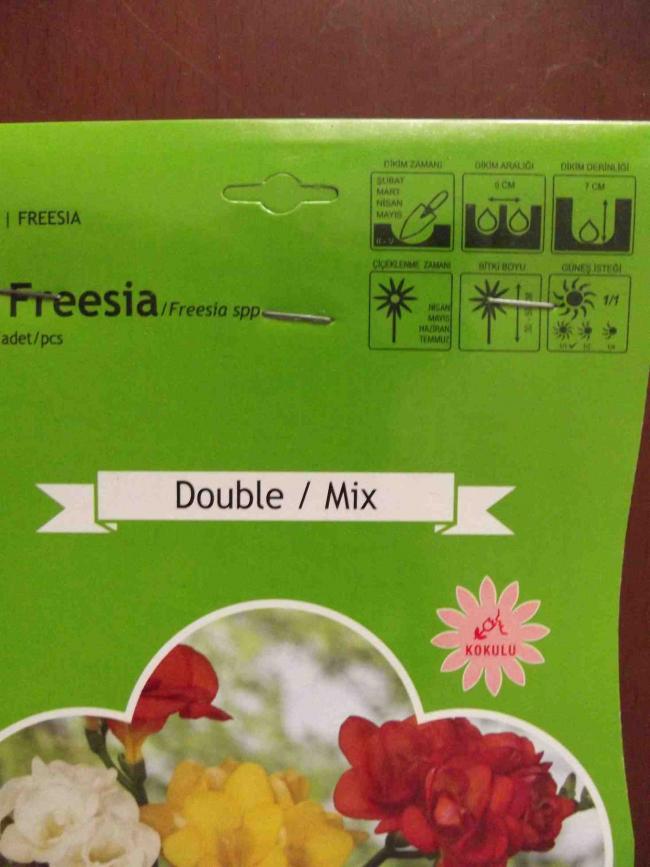 DİKİM ZAMANI
DİKİM ARALIĞI
DİKİM DERİNLİĞİ
ŞUBAT
MART
NİSAN
MAYIS
II - V
7 CM
| FREESIA
Freesia/Freesia spp
adet/pcs
ÇİÇEKLENME ZAMANI
BİTKİ BOYU
GÜNEŞ İSTEĞİ
NİSAN
MAYIS
HAZİRAN
TEMMUZ
1/1
Double / Mix
KOKULU